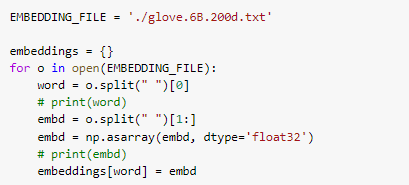 EMBEDDING_FILE = './glove.6B.200d.txt'
embeddings = {}
for o in open(EMBEDDING_FILE):
    word = o.split(" ")[0]
    # print(word)
    embd = o.split(" ")[1:]
    embd = np.asarray(embd, dtype='float32')
    # print(embd)
    embeddings[word] = embd